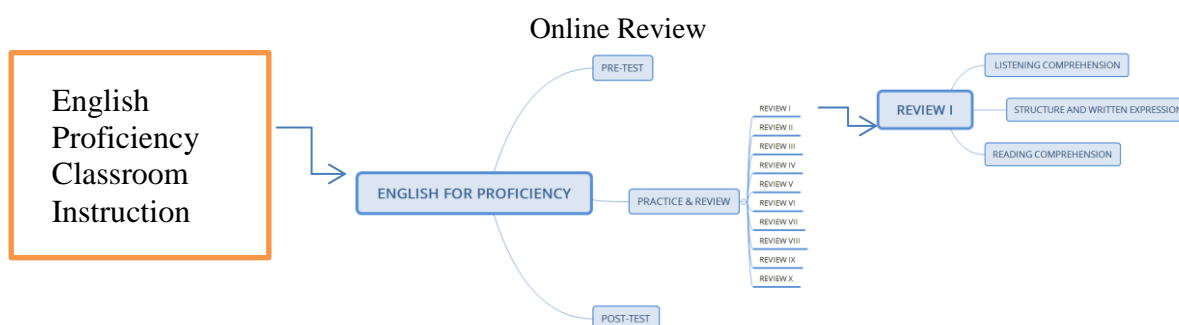 Online Review
English
Proficiency
Classroom
Instruction
ENGLISH FOR PROFICIENCY
PRE-TEST
PRACTICE & REVIEW
POST-TEST
REVIEW I
REVIEW II
REVIEW III
REVIEW IV
REVIEW V
REVIEW VI
REVIEW VII
REVIEW VIII
REVIEW IX
REVIEW X
REVIEW I
LISTENING COMPREHENSION
STRUCTURE AND WRITTEN EXPRESSION
READING COMPREHENSION